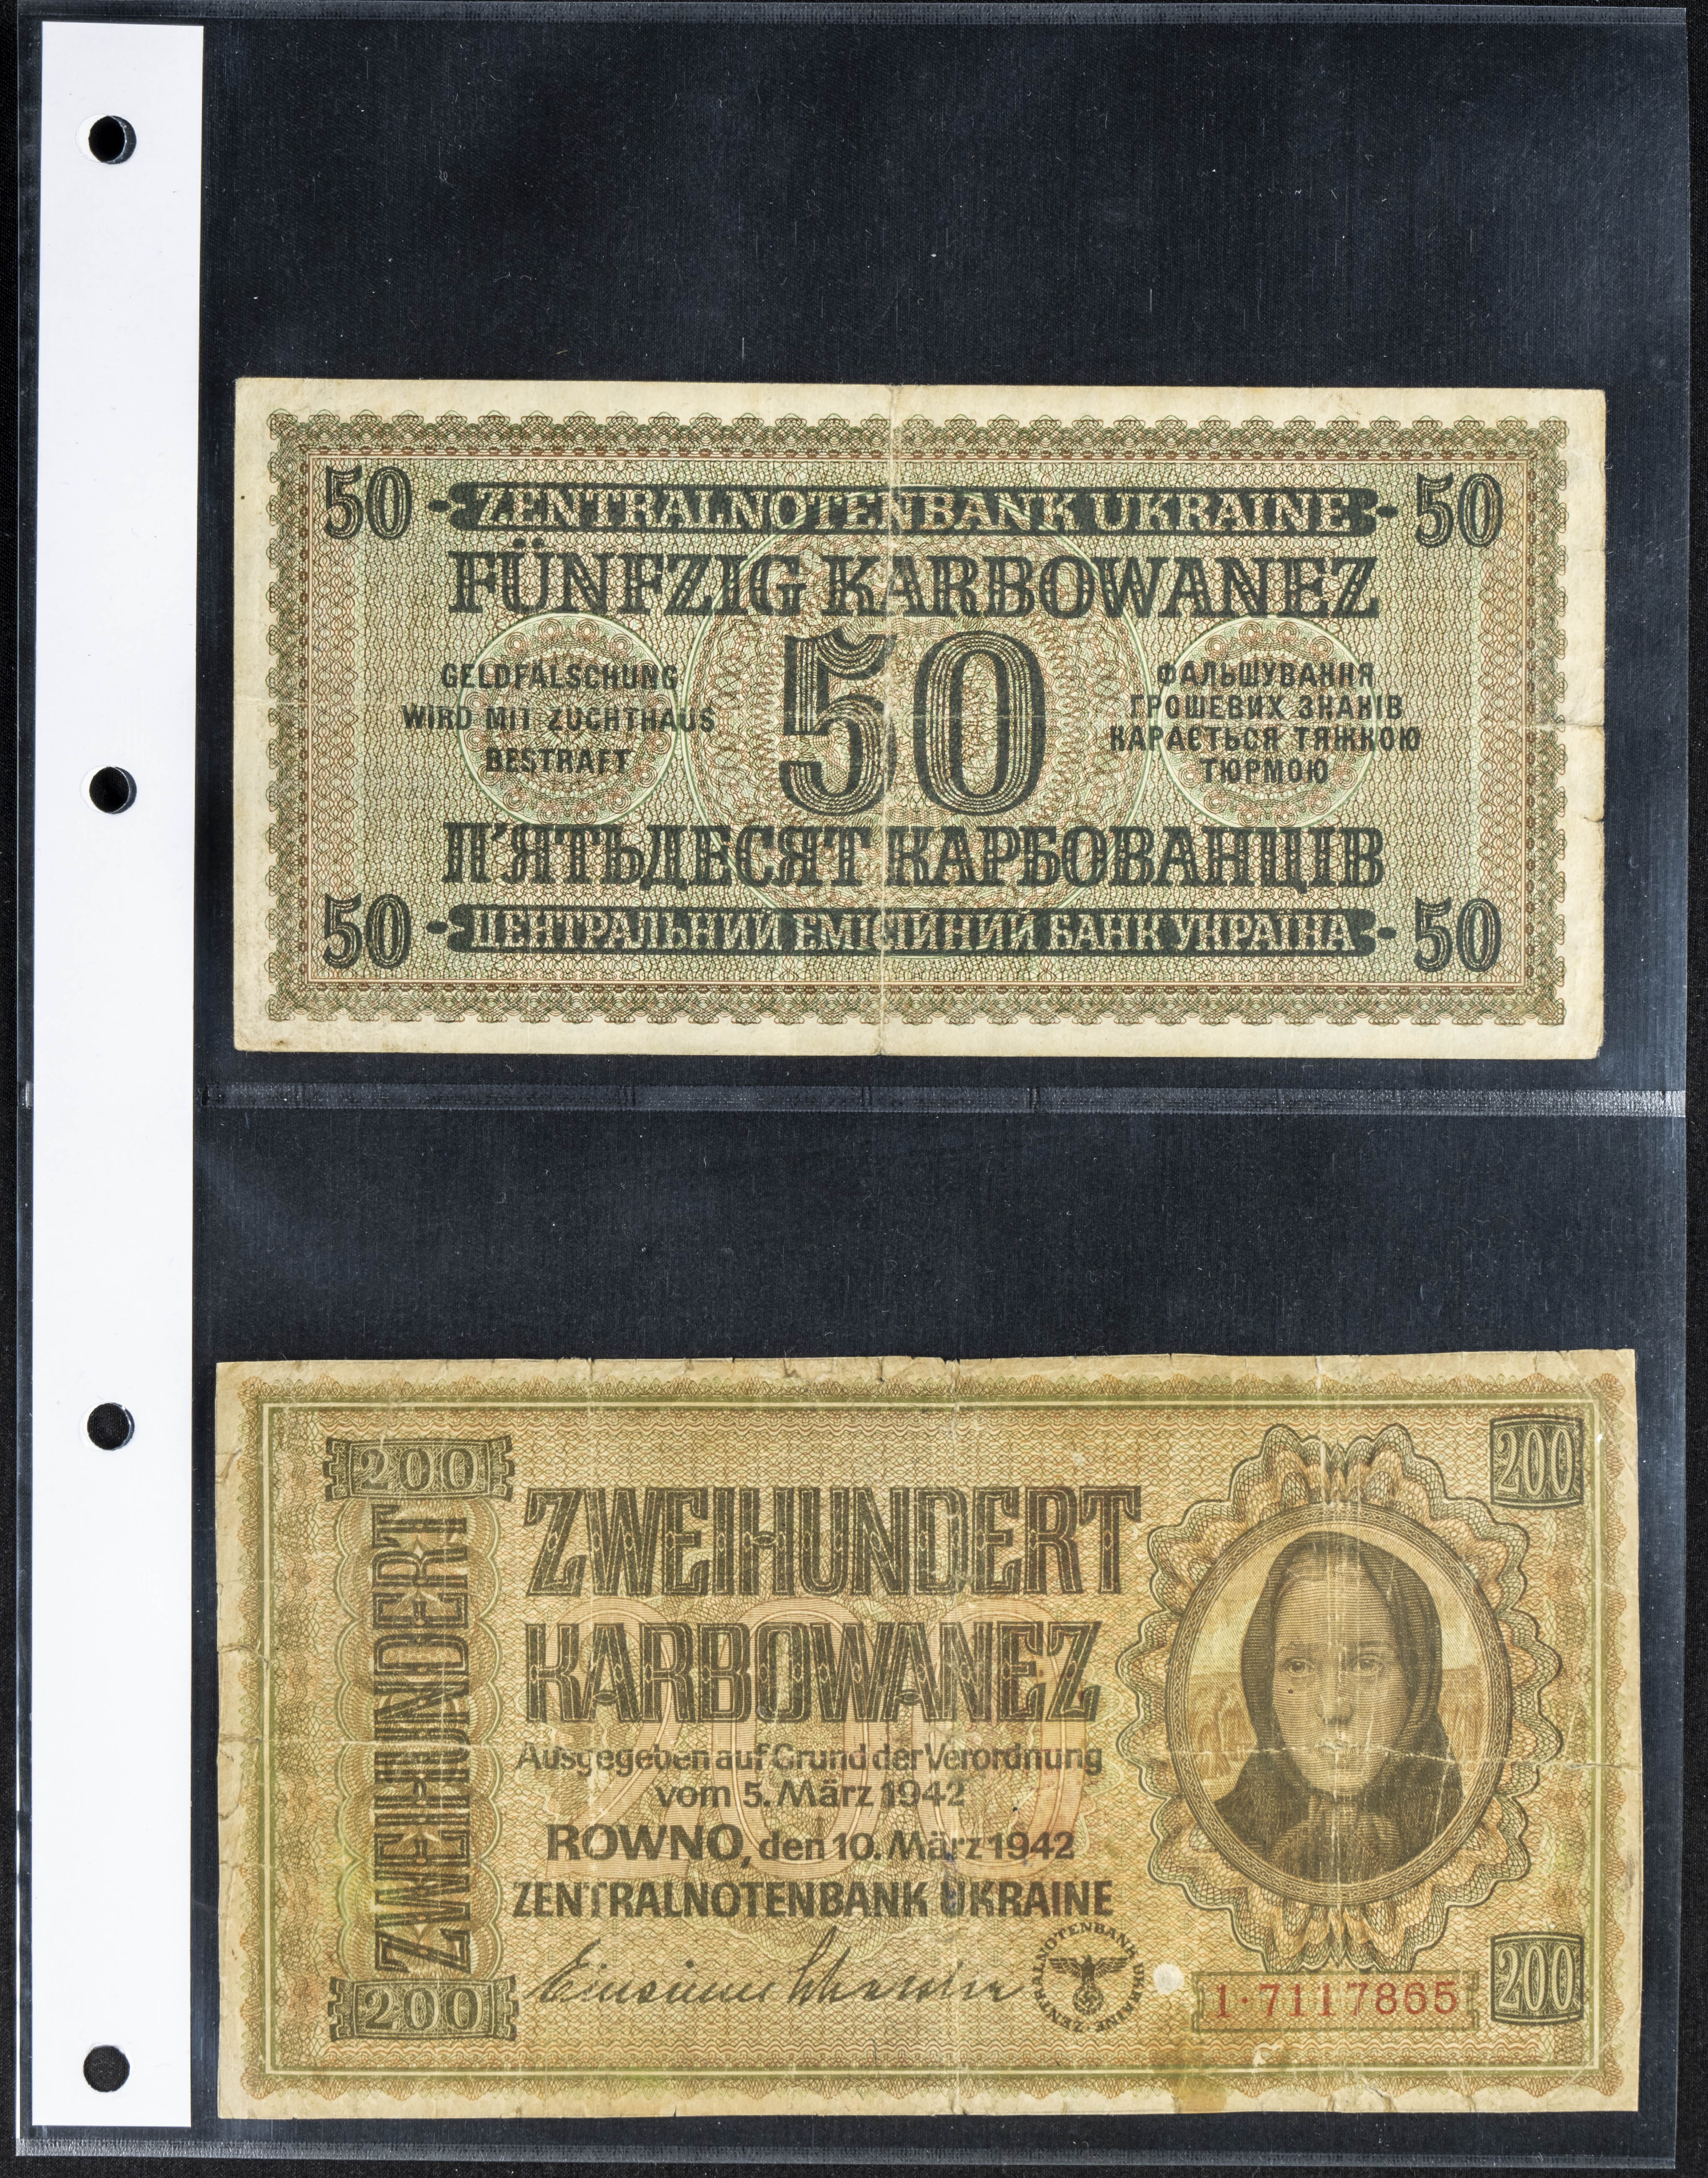 50 ZENTRALNOTENBANK UKRAINE 50
FÜNFZIG KARBOWANEZ
GELDFÄLSCHUNG
WIRD MIT ZUCHTHAUS
BESTRAFT
50
ФАЛЬШУВАННЯ
ГРОШЕВИХ ЗНАКІВ
КАРАЄТЬСЯ ТЯЖКОЮ
ТЮРМОЮ
П'ЯТЬДЕСЯТ КАРБОВАНЦІВ
50 ЦЕНТРАЛЬНИЙ ЕМІСІЙНИЙ БАНК УКРАЇНА 50
200
ZWEIHUNDERT
200
ZWEIHUNDERT
KARBOWANEZ
200
Ausgegeben auf Grund der Verordnung
vom 5. März 1942
ROWNO, den 10. März 1942
ZENTRALNOTENBANK UKRAINE
ZENTRALNOTENBANK UKRAINE
200
1·7117865
200